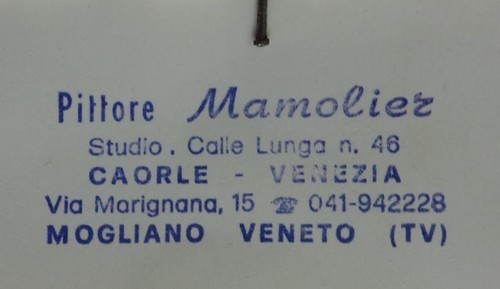 Pittore Mamolier
Studio. Calle Lunga n. 46
CAORLE - VENEZIA
Via Marignana, 15 ☎ 041-942228
MOGLIANO VENETO (TV)